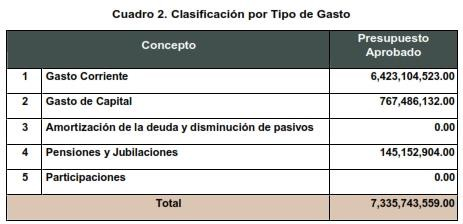 Cuadro 2. Clasificación por Tipo de Gasto
Concepto Presupuesto Aprobado
1 Gasto Corriente 6,423,104,523.00
2 Gasto de Capital 767,486,132.00
3 Amortización de la deuda y disminución de pasivos 0.00
4 Pensiones y Jubilaciones 145,152,904.00
5 Participaciones 0.00
Total 7,335,743,559.00